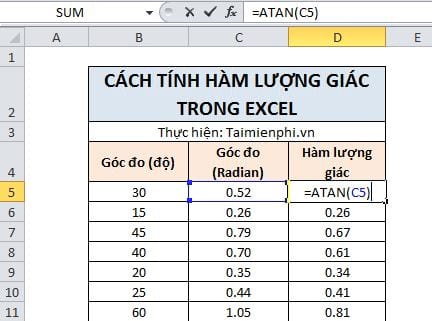 SUM fx =ATAN(C5)
A B C D E
1
CÁCH TÍNH HÀM LƯỢNG GIÁC
2 TRONG EXCEL
3 Thực hiện: Taimienphi.vn
4 Góc đo (độ) Góc đo (Radian) Hàm lượng giác
5 30 0.52 =ATAN(C5)
6 15 0.26 0.26
7 45 0.79 0.67
8 40 0.70 0.61
9 20 0.35 0.34
10 25 0.44 0.41
11 60 1.05 0.81